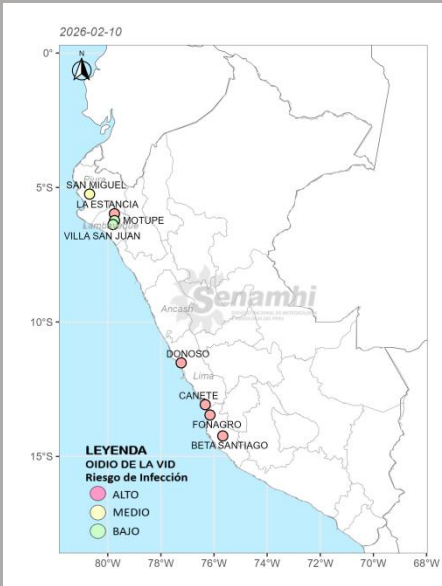 2026-02-10
N
0°
Piura
SAN MIGUEL
5°S
LA ESTANCIA
MOTUPE
Lambayeque
VILLA SAN JUAN
Senamhi
Ancash
10°S
DONOSO
Lima
CAÑETE
FONAGRO
BETA SANTIAGO
LEYENDA
OIDIO DE LA VID
Riesgo de Infección
ALTO
MEDIO
BAJO
15°S
80°W 78°W 76°W 74°W 72°W 70°W 68°W